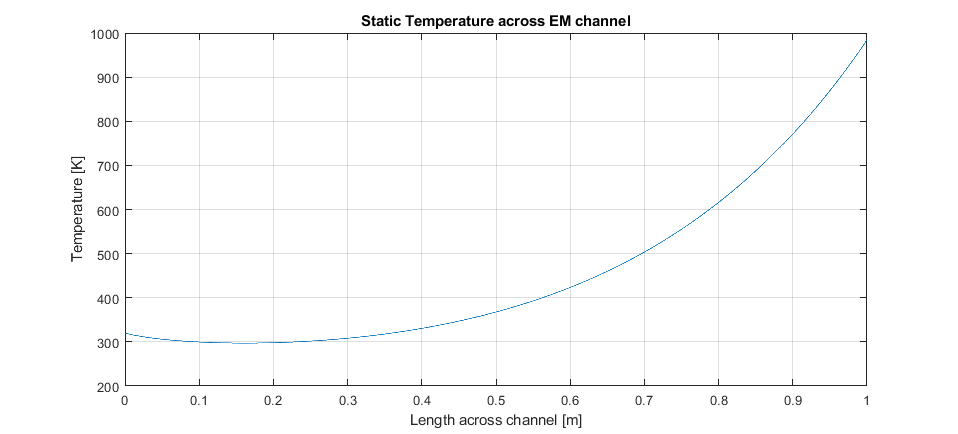 Static Temperature across EM channel
Temperature [K]
1000
900
800
700
600
500
400
300
200
0 0.1 0.2 0.3 0.4 0.5 0.6 0.7 0.8 0.9 1
Length across channel [m]